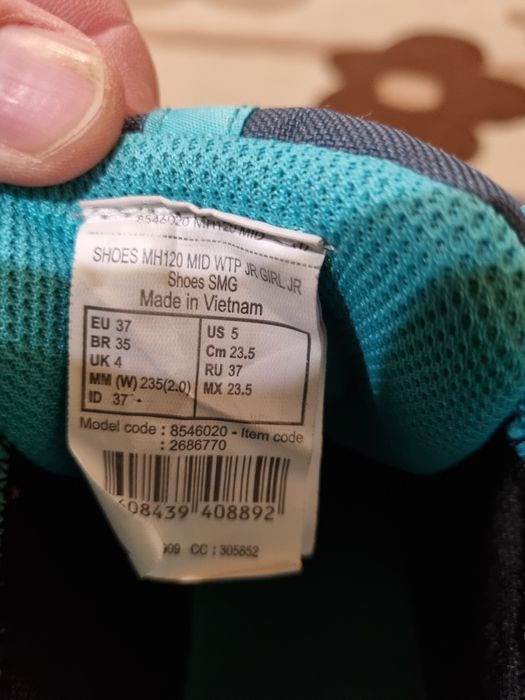 8546020 MH120 MID
SHOES MH120 MID WTP JR GIRL JR
Shoes SMG
Made in Vietnam
EU 37
BR 35
UK 4
MM (W) 235(2.0)
ID 37 -
US 5
Cm 23.5
RU 37
MX 23.5
Model code : 8546020 - Item code
: 2686770
608439 408892
909 CC : 305852